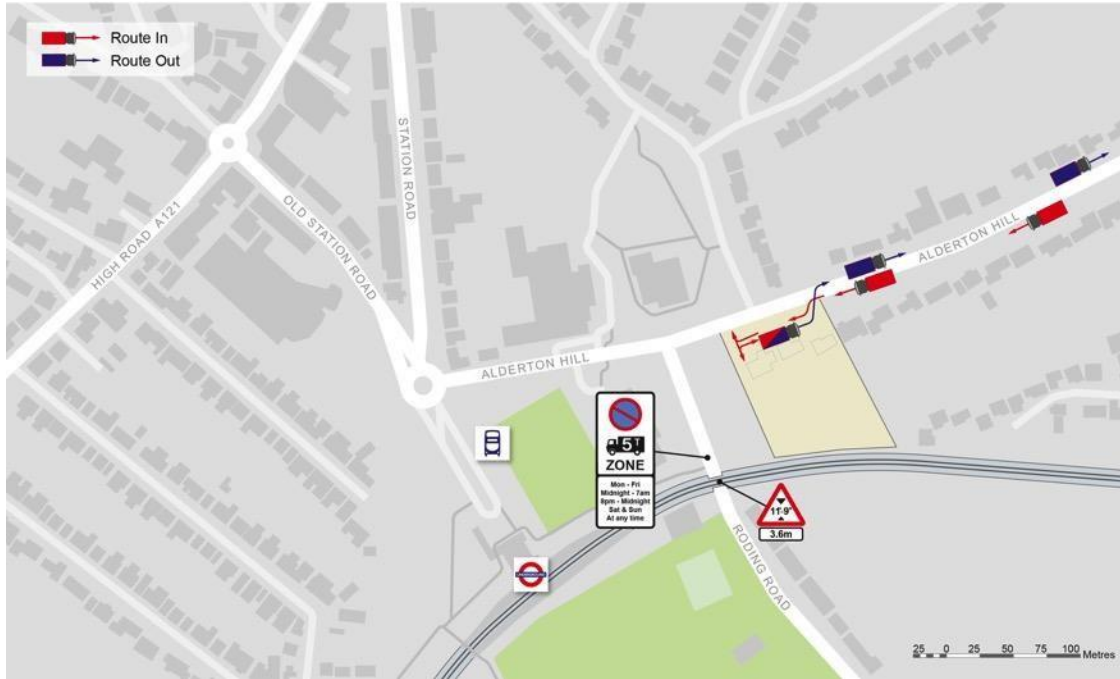 Route In
Route Out
STATION ROAD
HIGH ROAD A121
OLD STATION ROAD
ALDERTON HILL
ALDERTON HILL
5T
ZONE
Mon - Fri
Midnight - 7am
8pm - Midnight
Sat & Sun
At any time
11'-9"
3.6m
UNDERGROUND
RODING ROAD
25 0 25 50 75 100 Metres